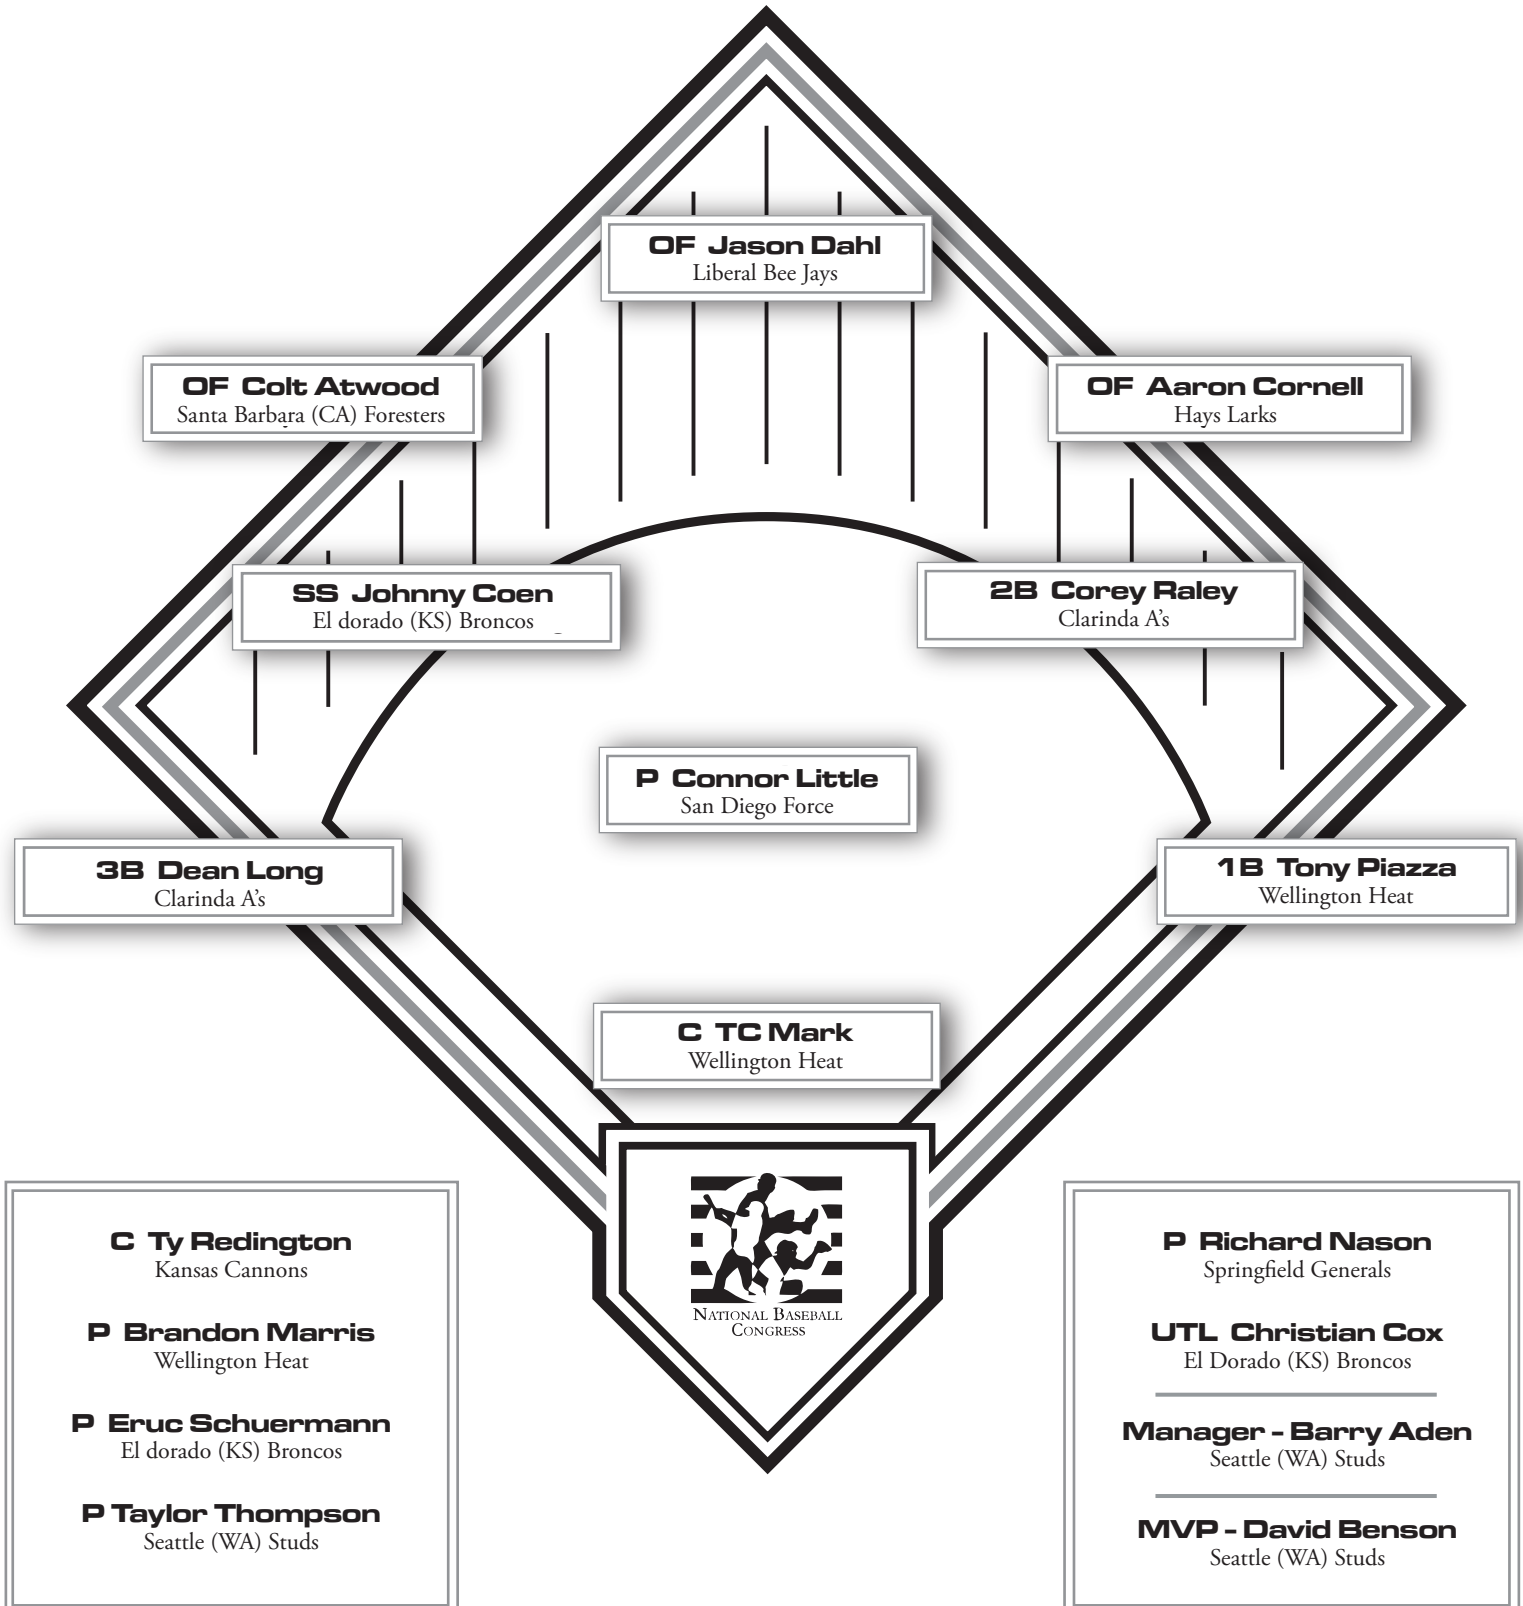 OF Jason Dahl
Liberal Bee Jays
OF Colt Atwood
Santa Barbara (CA) Foresters
OF Aaron Cornell
Hays Larks
SS Johnny Coen
El dorado (KS) Broncos
2B Corey Raley
Clarinda A's
P Connor Little
San Diego Force
3B Dean Long
Clarinda A's
1B Tony Piazza
Wellington Heat
C TC Mark
Wellington Heat
NATIONAL BASEBALL
CONGRESS
C Ty Redington
Kansas Cannons
P Brandon Marris
Wellington Heat
P Eruc Schuermann
El dorado (KS) Broncos
P Taylor Thompson
Seattle (WA) Studs
P Richard Nason
Springfield Generals
UTL Christian Cox
El Dorado (KS) Broncos
Manager - Barry Aden
Seattle (WA) Studs
MVP - David Benson
Seattle (WA) Studs